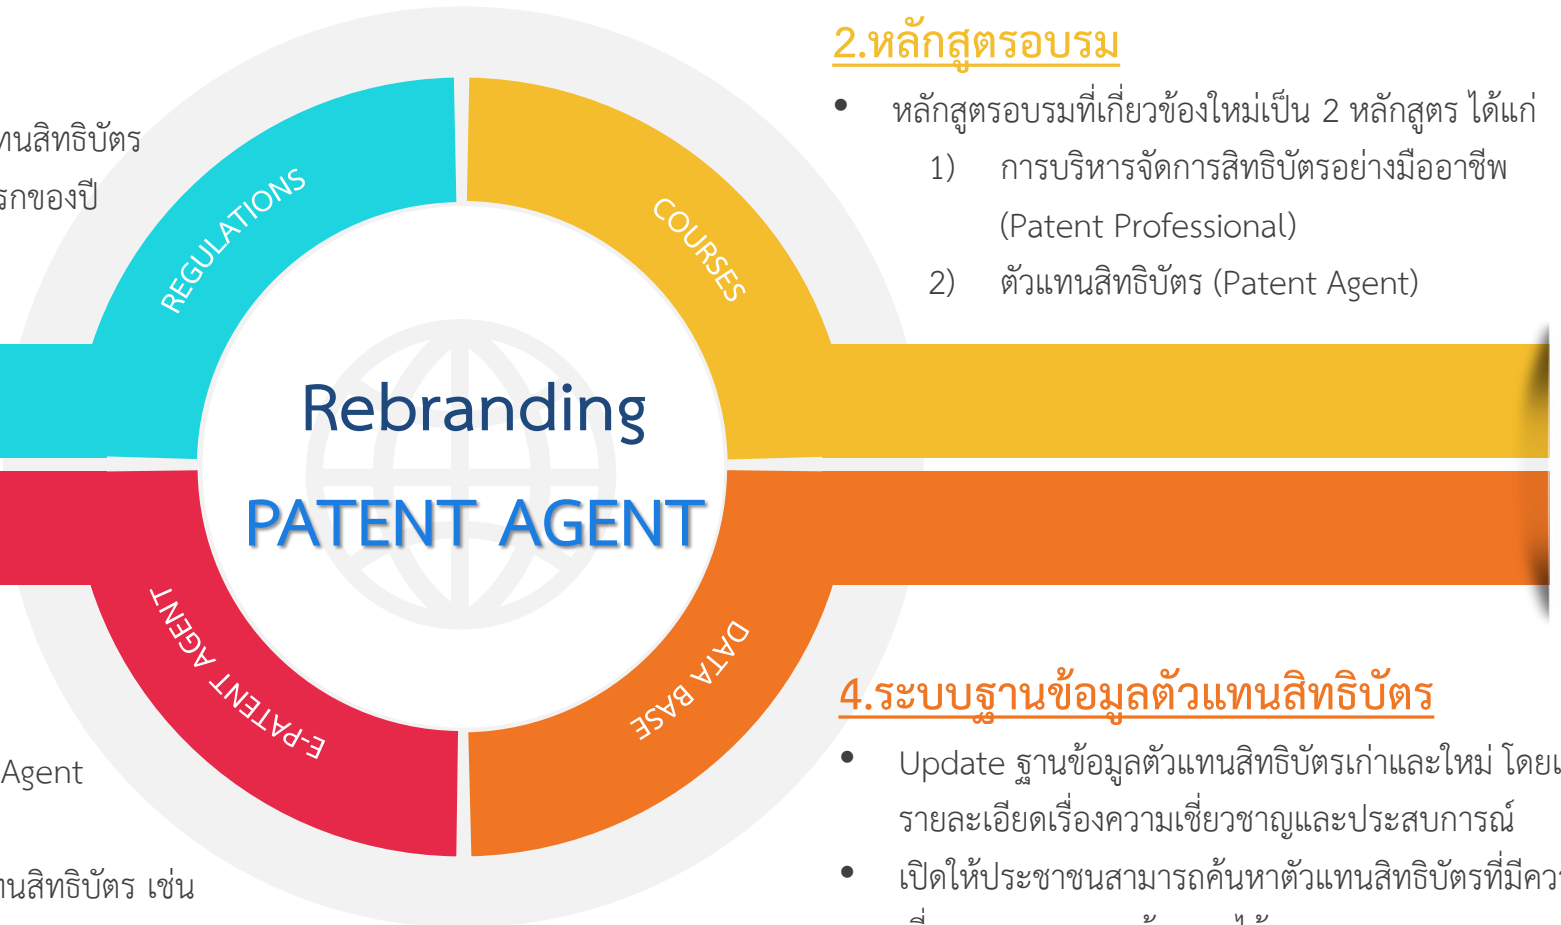 2.หลักสูตรอบรม
• หลักสูตรอบรมที่เกี่ยวข้องใหม่เป็น 2 หลักสูตร ได้แก่
1) การบริหารจัดการสิทธิบัตรอย่างมืออาชีพ
(Patent Professional)
2) ตัวแทนสิทธิบัตร (Patent Agent)
ทนสิทธิบัตร
รกของปี
REGULATIONS
COURSES
Rebranding
PATENT AGENT
E-PATENT AGENT
DATA BASE
Agent
ทนสิทธิบัตร เช่น
4.ระบบฐานข้อมูลตัวแทนสิทธิบัตร
• Update ฐานข้อมูลตัวแทนสิทธิบัตรเก่าและใหม่ โดย
รายละเอียดเรื่องความเชี่ยวชาญและประสบการณ์
• เปิดให้ประชาชนสามารถค้นหาตัวแทนสิทธิบัตรที่มี